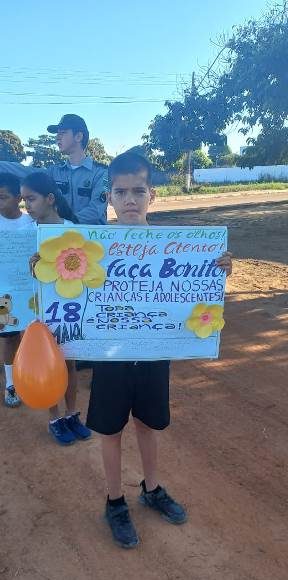 Não feche os olhos!
Esteja Atento!
Faça Bonito
PROTEJA NOSSAS
CRIANÇAS E ADOLESCENTES!
18
MAIO
TODA
CRIANÇA
É NOSSA
CRIANÇA!